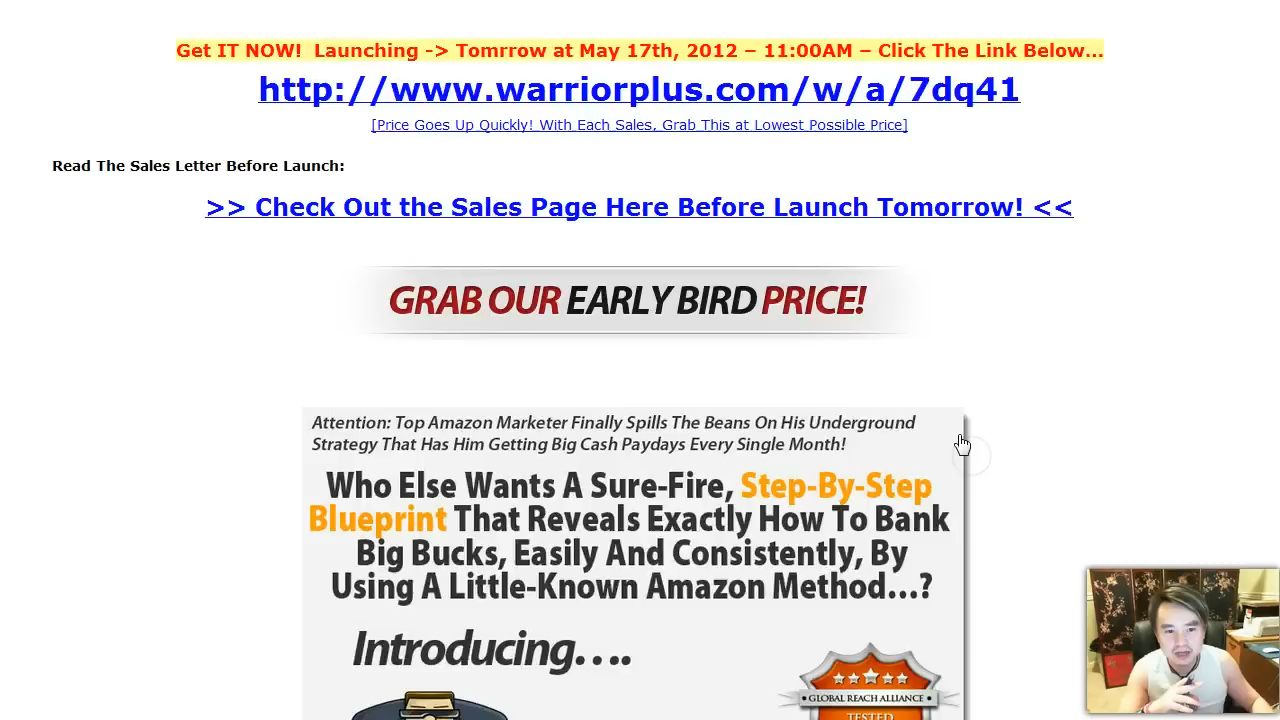 Get IT NOW!  Launching -> Tomrrow at May 17th, 2012 – 11:00AM – Click The Link Below...
http://www.warriorplus.com/w/a/7dq41
[Price Goes Up Quickly! With Each Sales, Grab This at Lowest Possible Price]
Read The Sales Letter Before Launch:
>> Check Out the Sales Page Here Before Launch Tomorrow! <<
GRAB OUR EARLY BIRD PRICE!
Attention: Top Amazon Marketer Finally Spills The Beans On His Underground
Strategy That Has Him Getting Big Cash Paydays Every Single Month!
Who Else Wants A Sure-Fire, Step-By-Step
Blueprint That Reveals Exactly How To Bank
Big Bucks, Easily And Consistently, By
Using A Little-Known Amazon Method...?
Introducing....
GLOBAL REACH ALLIANCE
TESTED